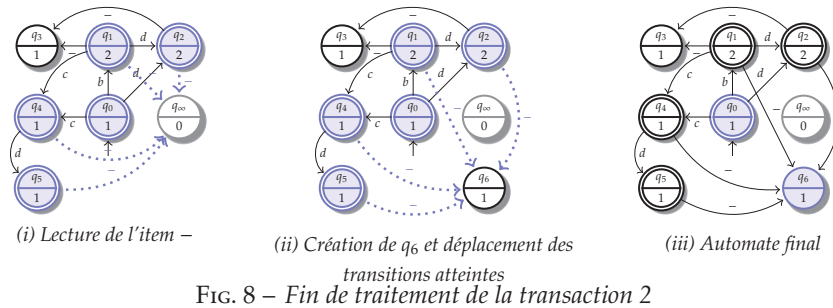 q3 1 q1 2 q2 2
q4 1 q0 1 q∞ 0
q5 1
– – d c b d – c d – –
(i) Lecture de l'item –
q3 1 q1 2 q2 2
q4 1 q0 1 q∞ 0
q5 1 q6 1
– – d c b d – – c d – –
(ii) Création de q6 et déplacement des
transitions atteintes
q3 1 q1 2 q2 2
q4 1 q0 1 q∞ 0
q5 1 q6 1
– – d c b d – c d – –
(iii) Automate final
FIG. 8 – Fin de traitement de la transaction 2